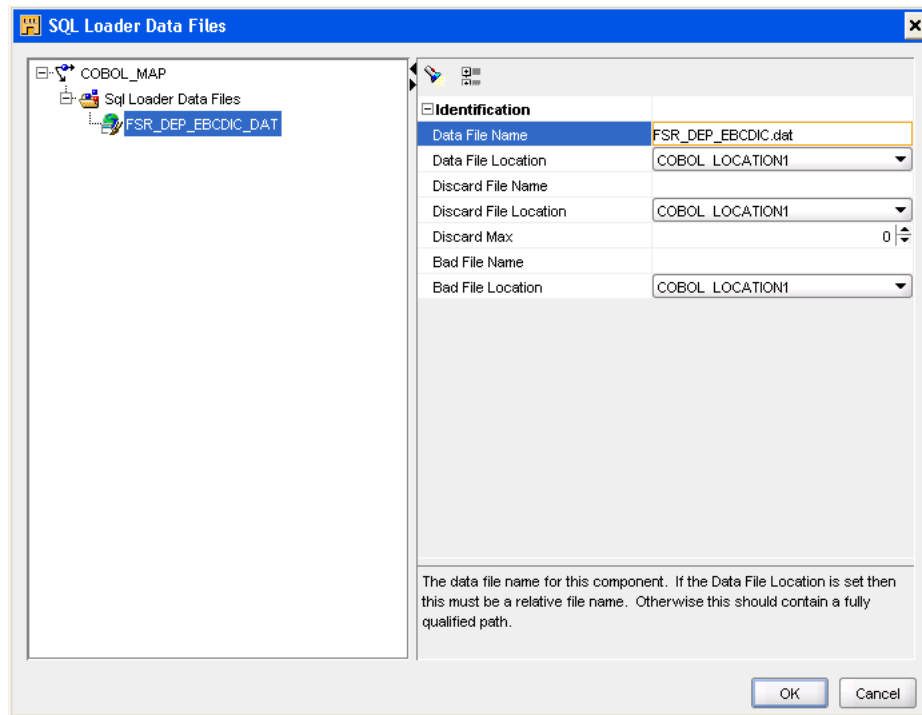 SQL Loader Data Files
COBOL_MAP
Sql Loader Data Files
FSR_DEP_EBCDIC_DAT
Identification
Data File Name FSR_DEP_EBCDIC.dat
Data File Location COBOL_LOCATION1
Discard File Name
Discard File Location COBOL_LOCATION1
Discard Max 0
Bad File Name
Bad File Location COBOL_LOCATION1
The data file name for this component. If the Data File Location is set then
this must be a relative file name. Otherwise this should contain a fully
qualified path.
OK Cancel